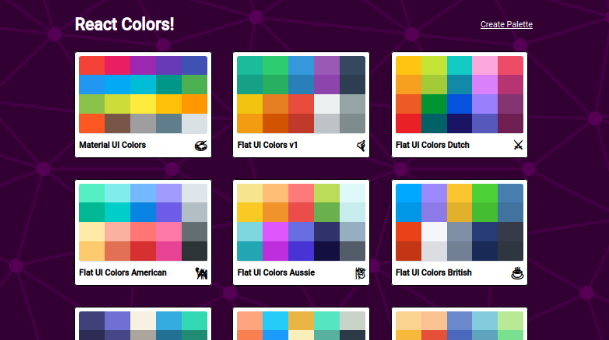 React Colors!
Create Palette
Material UI Colors
Flat UI Colors v1
Flat UI Colors Dutch
Flat UI Colors American
Flat UI Colors Aussie
Flat UI Colors British